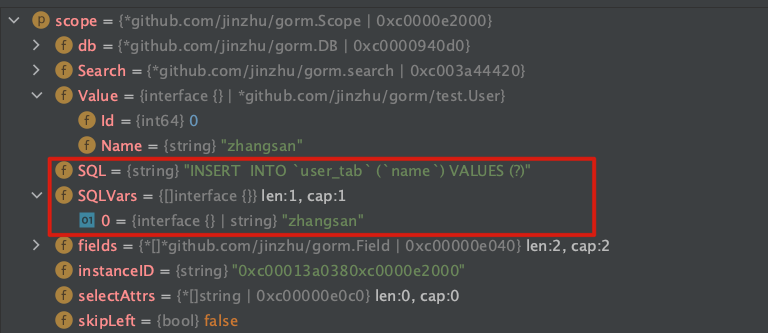 p scope = {*github.com/jinzhu/gorm.Scope | 0xc0000e2000}
f db = {*github.com/jinzhu/gorm.DB | 0xc0000940d0}
f Search = {*github.com/jinzhu/gorm.search | 0xc003a44420}
f Value = {interface {} | *github.com/jinzhu/gorm/test.User}
f Id = {int64} 0
f Name = {string} "zhangsan"
f SQL = {string} "INSERT  INTO `user_tab` (`name`) VALUES (?)"
f SQLVars = {[]interface {}} len:1, cap:1
01 0 = {interface {} | string} "zhangsan"
f fields = {*[]*github.com/jinzhu/gorm.Field | 0xc00000e040} len:2, cap:2
f instanceID = {string} "0xc00013a0380xc0000e2000"
f selectAttrs = {*[]string | 0xc00000e0c0} len:0, cap:0
f skipLeft = {bool} false